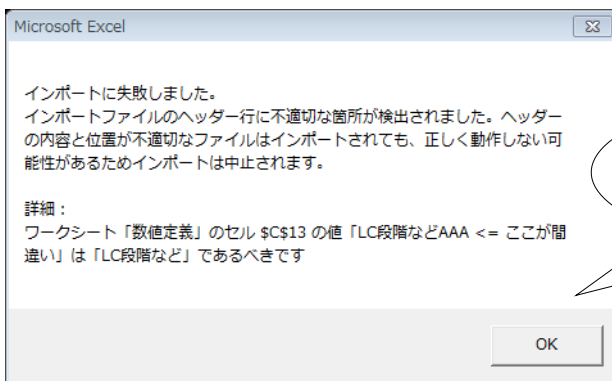 Microsoft Excel
インポートに失敗しました。
インポートファイルのヘッダー行に不適切な箇所が検出されました。ヘッダー
の内容と位置が不適切なファイルはインポートされても、正しく動作しない可
能性があるためインポートは中止されます。
詳細：
ワークシート「数値定義」のセル $C$13 の値「LC段階などAAA <= ここが間
違い」は「LC段階など」であるべきです
OK